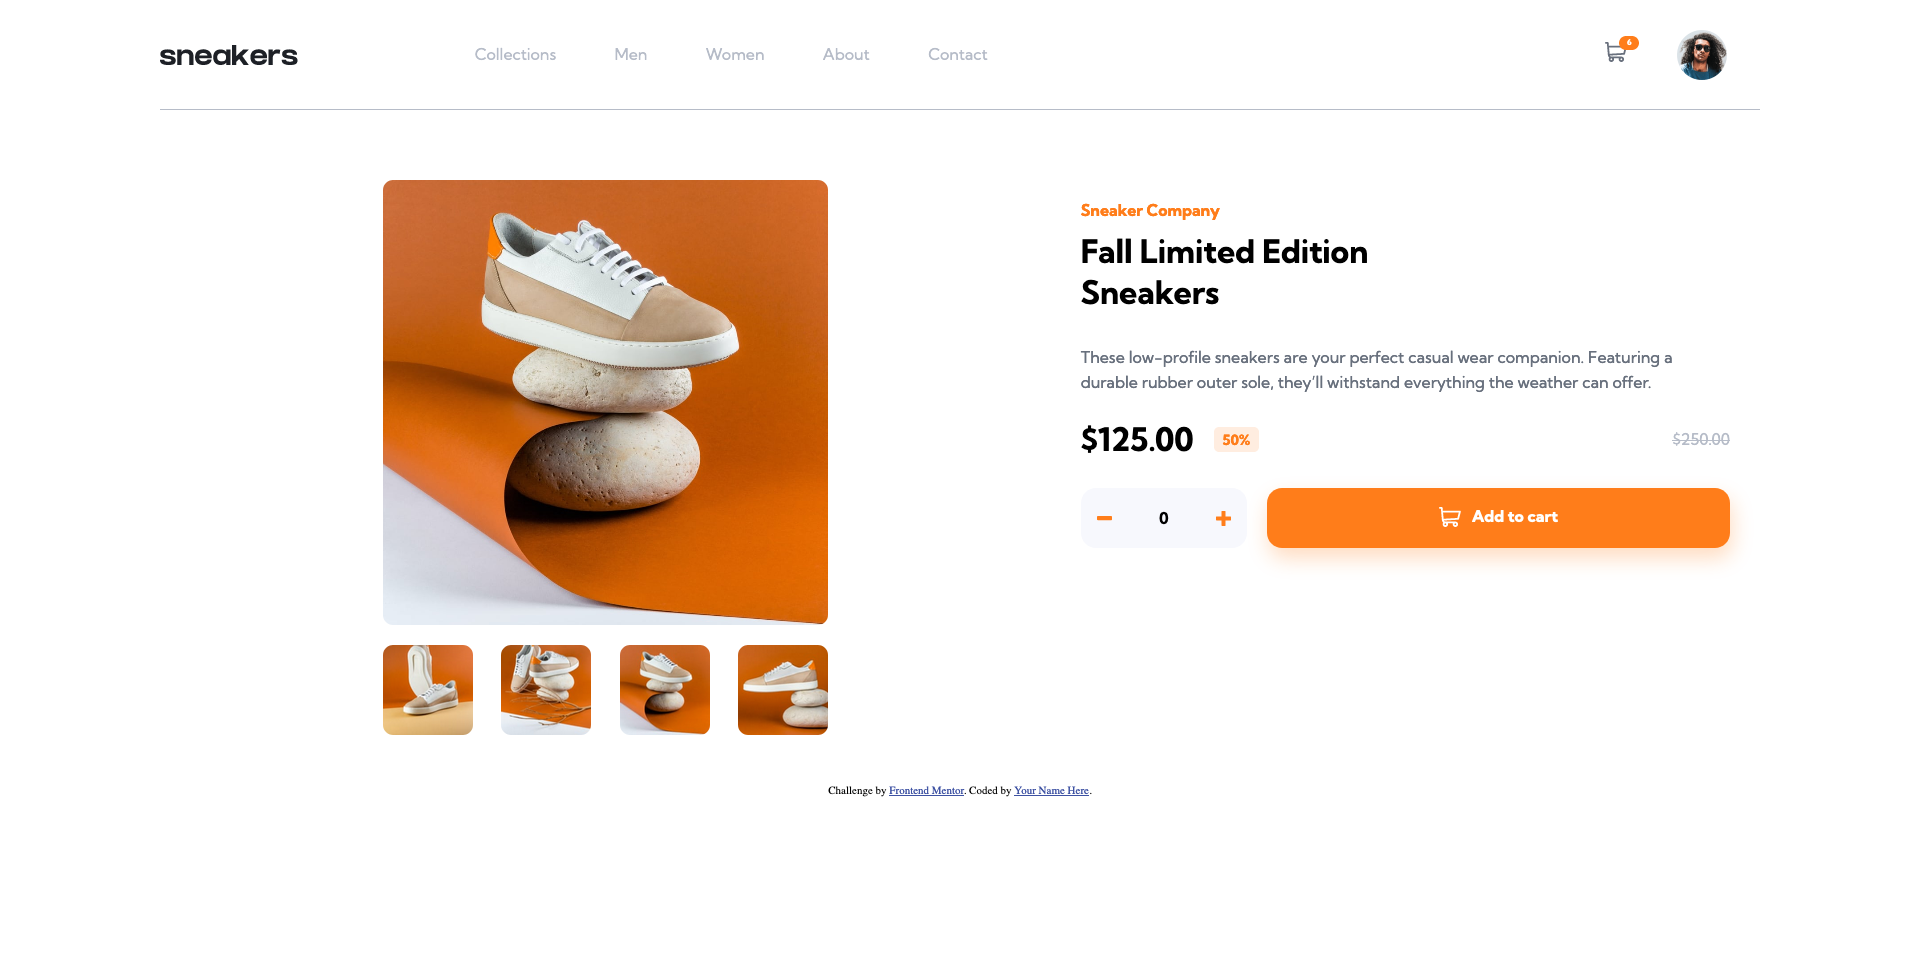 sneakers
Collections Men Women About Contact
6
Sneaker Company
Fall Limited Edition
Sneakers
These low-profile sneakers are your perfect casual wear companion. Featuring a
durable rubber outer sole, they’ll withstand everything the weather can offer.
$125.00 50% $250.00
0 Add to cart
Challenge by Frontend Mentor. Coded by Your Name Here.